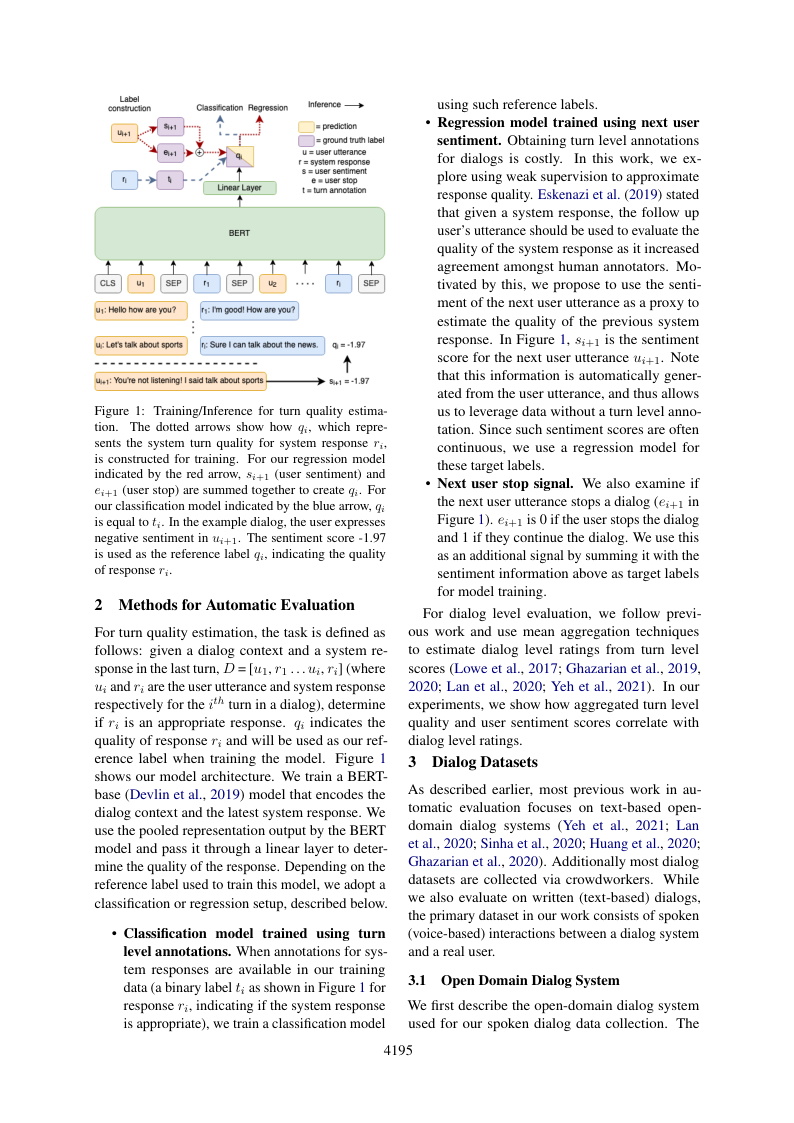 Label
construction
Classification Regression
Inference
u_{i+1}
s_{i+1}
e_{i+1}
+
q_i
r_i
t_i
= prediction
= ground truth label
u = user utterance
r = system response
s = user sentiment
e = user stop
t = turn annotation
Linear Layer
BERT
CLS u_1 SEP r_1 SEP u_2 .... r_i SEP
u_1: Hello how are you? r_1: I'm good! How are you?
u_i: Let's talk about sports r_i: Sure I can talk about the news. q_i = -1.97
u_{i+1}: You're not listening! I said talk about sports s_{i+1} = -1.97
Figure 1: Training/Inference for turn quality estima-
tion. The dotted arrows show how q_i, which repre-
sents the system turn quality for system response r_i,
is constructed for training. For our regression model
indicated by the red arrow, s_{i+1} (user sentiment) and
e_{i+1} (user stop) are summed together to create q_i. For
our classification model indicated by the blue arrow, q_i
is equal to t_i. In the example dialog, the user expresses
negative sentiment in u_{i+1}. The sentiment score -1.97
is used as the reference label q_i, indicating the quality
of response r_i.
2 Methods for Automatic Evaluation
For turn quality estimation, the task is defined as
follows: given a dialog context and a system re-
sponse in the last turn, D = [u_1, r_1 ... u_i, r_i] (where
u_i and r_i are the user utterance and system response
respectively for the i^{th} turn in a dialog), determine
if r_i is an appropriate response. q_i indicates the
quality of response r_i and will be used as our ref-
erence label when training the model. Figure 1
shows our model architecture. We train a BERT-
base (Devlin et al., 2019) model that encodes the
dialog context and the latest system response. We
use the pooled representation output by the BERT
model and pass it through a linear layer to deter-
mine the quality of the response. Depending on the
reference label used to train this model, we adopt a
classification or regression setup, described below.
• Classification model trained using turn
level annotations. When annotations for sys-
tem responses are available in our training
data (a binary label t_i as shown in Figure 1 for
response r_i, indicating if the system response
is appropriate), we train a classification model
using such reference labels.
• Regression model trained using next user
sentiment. Obtaining turn level annotations
for dialogs is costly. In this work, we ex-
plore using weak supervision to approximate
response quality. Eskenazi et al. (2019) stated
that given a system response, the follow up
user's utterance should be used to evaluate the
quality of the system response as it increased
agreement amongst human annotators. Mo-
tivated by this, we propose to use the senti-
ment of the next user utterance as a proxy to
estimate the quality of the previous system
response. In Figure 1, s_{i+1} is the sentiment
score for the next user utterance u_{i+1}. Note
that this information is automatically gener-
ated from the user utterance, and thus allows
us to leverage data without a turn level anno-
tation. Since such sentiment scores are often
continuous, we use a regression model for
these target labels.
• Next user stop signal. We also examine if
the next user utterance stops a dialog (e_{i+1} in
Figure 1). e_{i+1} is 0 if the user stops the dialog
and 1 if they continue the dialog. We use this
as an additional signal by summing it with the
sentiment information above as target labels
for model training.
For dialog level evaluation, we follow previ-
ous work and use mean aggregation techniques
to estimate dialog level ratings from turn level
scores (Lowe et al., 2017; Ghazarian et al., 2019,
2020; Lan et al., 2020; Yeh et al., 2021). In our
experiments, we show how aggregated turn level
quality and user sentiment scores correlate with
dialog level ratings.
3 Dialog Datasets
As described earlier, most previous work in au-
tomatic evaluation focuses on text-based open-
domain dialog systems (Yeh et al., 2021; Lan
et al., 2020; Sinha et al., 2020; Huang et al., 2020;
Ghazarian et al., 2020). Additionally most dialog
datasets are collected via crowdworkers. While
we also evaluate on written (text-based) dialogs,
the primary dataset in our work consists of spoken
(voice-based) interactions between a dialog system
and a real user.
3.1 Open Domain Dialog System
We first describe the open-domain dialog system
used for our spoken dialog data collection. The
4195